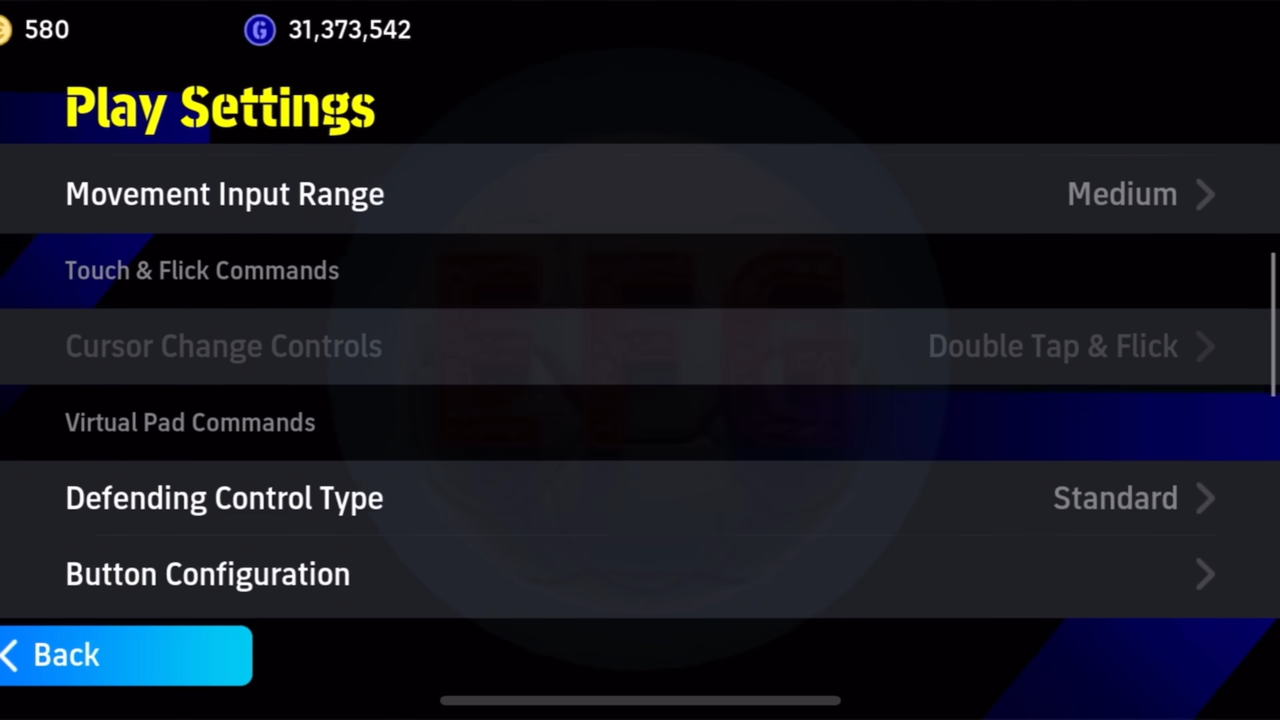 580
31,373,542
Play Settings
Movement Input Range Medium
Touch & Flick Commands
Cursor Change Controls Double Tap & Flick
Virtual Pad Commands
Defending Control Type Standard
Button Configuration
Back